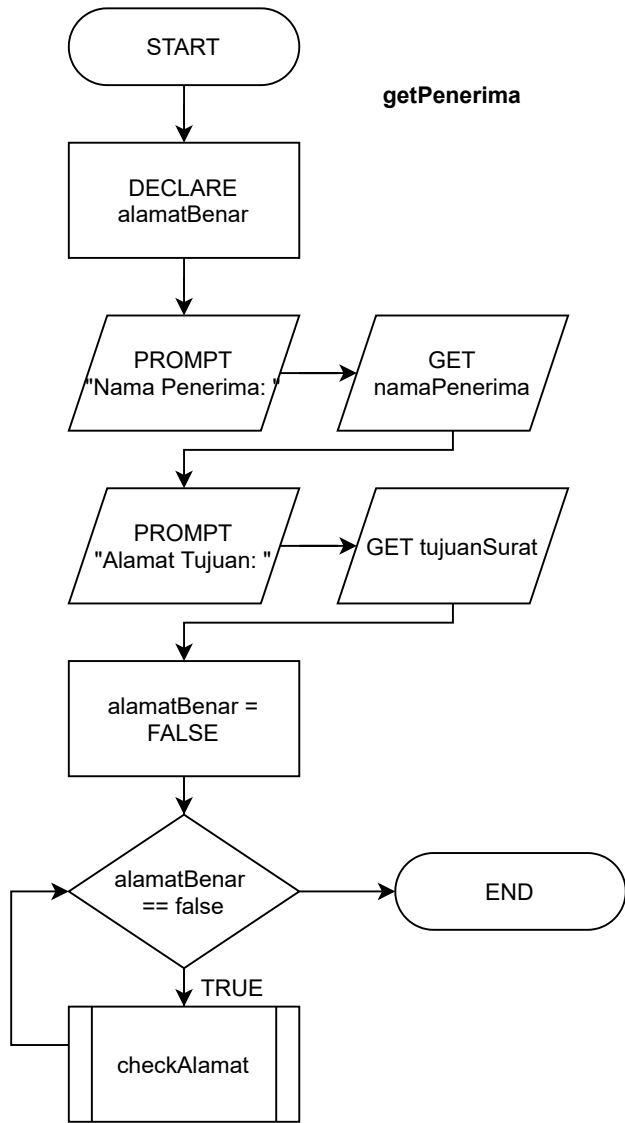 START
getPenerima
DECLARE
alamatBenar
PROMPT
"Nama Penerima: "
GET
namaPenerima
PROMPT
"Alamat Tujuan: "
GET tujuanSurat
alamatBenar =
FALSE
alamatBenar
== false
END
TRUE
checkAlamat